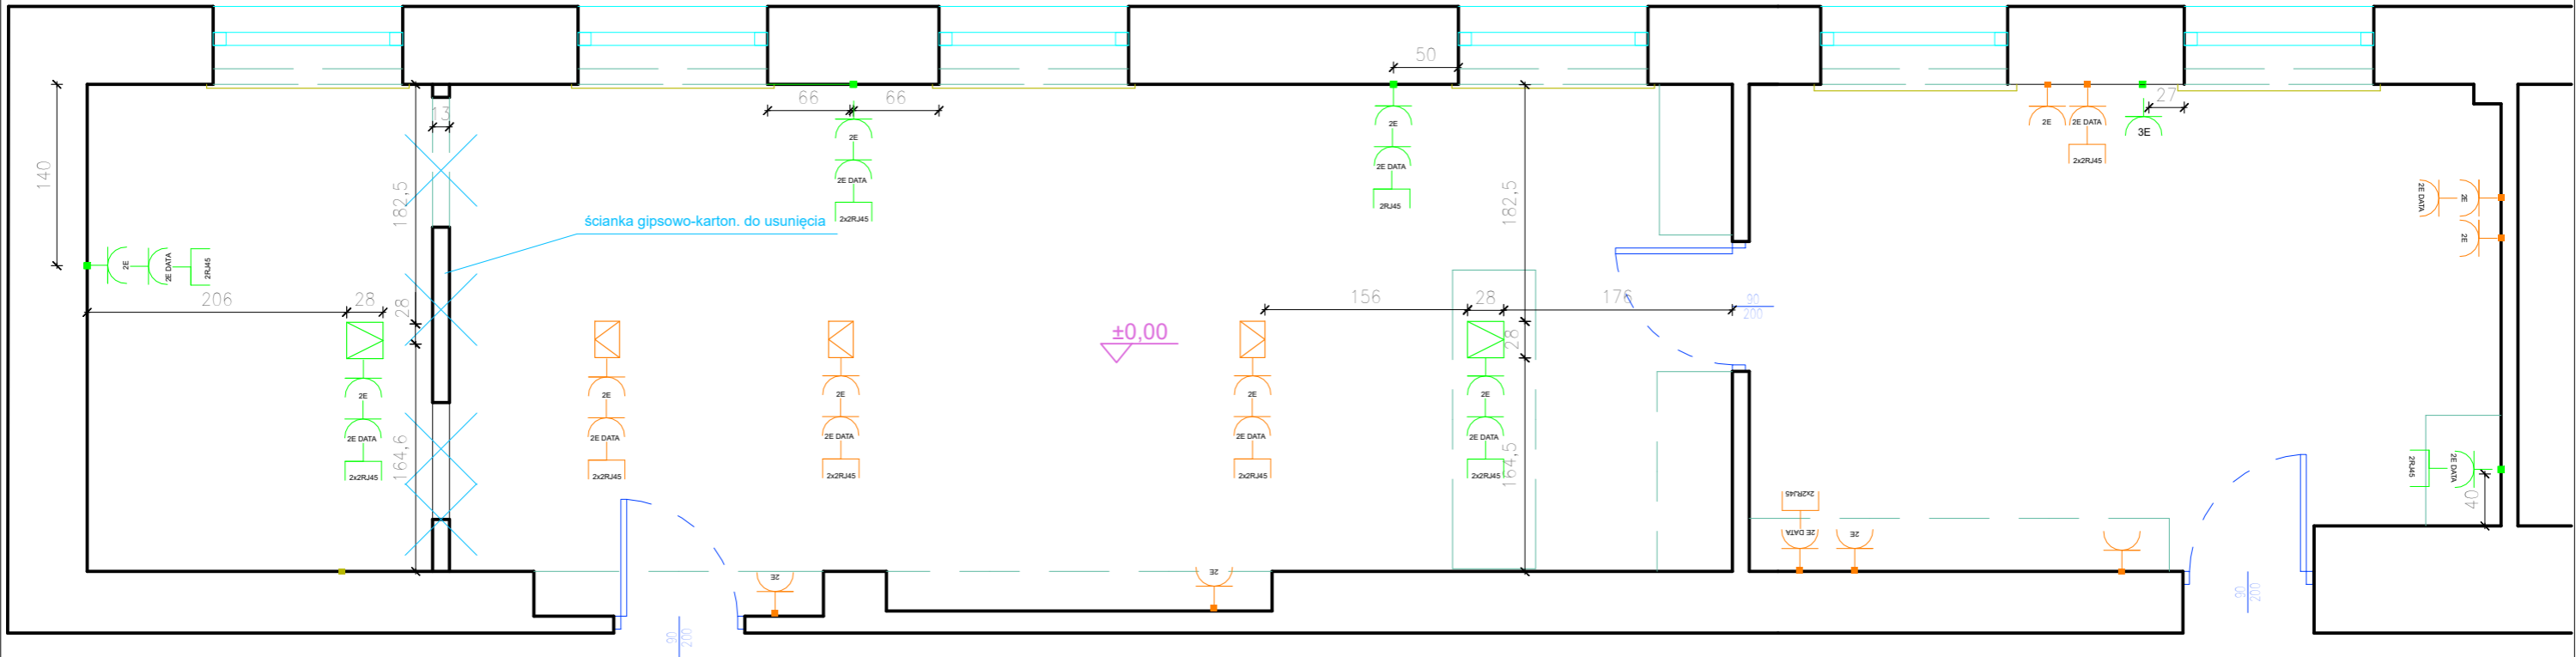 50
66
66
27
13
2E
2E
2E
2E DATA
3E
140
182,5
2E DATA
2E DATA
2x2RJ45
182,5
2E DATA
2E
2x2RJ45
2RJ45
ścianka gipsowo-karton. do usunięcia
2E
2E
2E DATA
2RJ45
206
28
28
156
28
176
90
200
±0,00
28
2E
2E
2E
2E
2E
2E DATA
2E DATA
2E DATA
2E DATA
2E DATA
164,6
164,5
2x2RJ45
2x2RJ45
2x2RJ45
2x2RJ45
2x2RJ45
2RJ45
2E DATA
40
2x2RJ45
2E DATA
2E
2E
2E
90
200
90
200